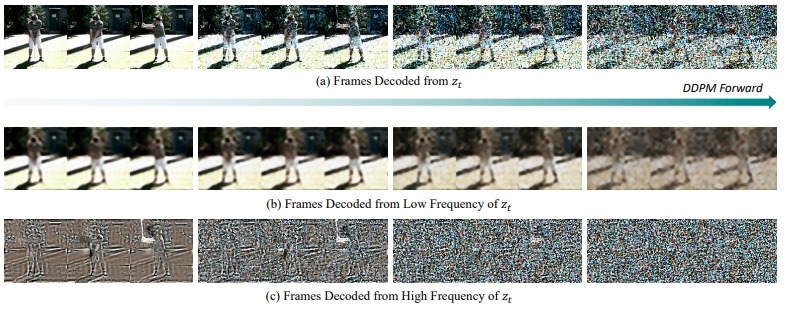 (a) Frames Decoded from z_t
DDPM Forward
(b) Frames Decoded from Low Frequency of z_t
(c) Frames Decoded from High Frequency of z_t